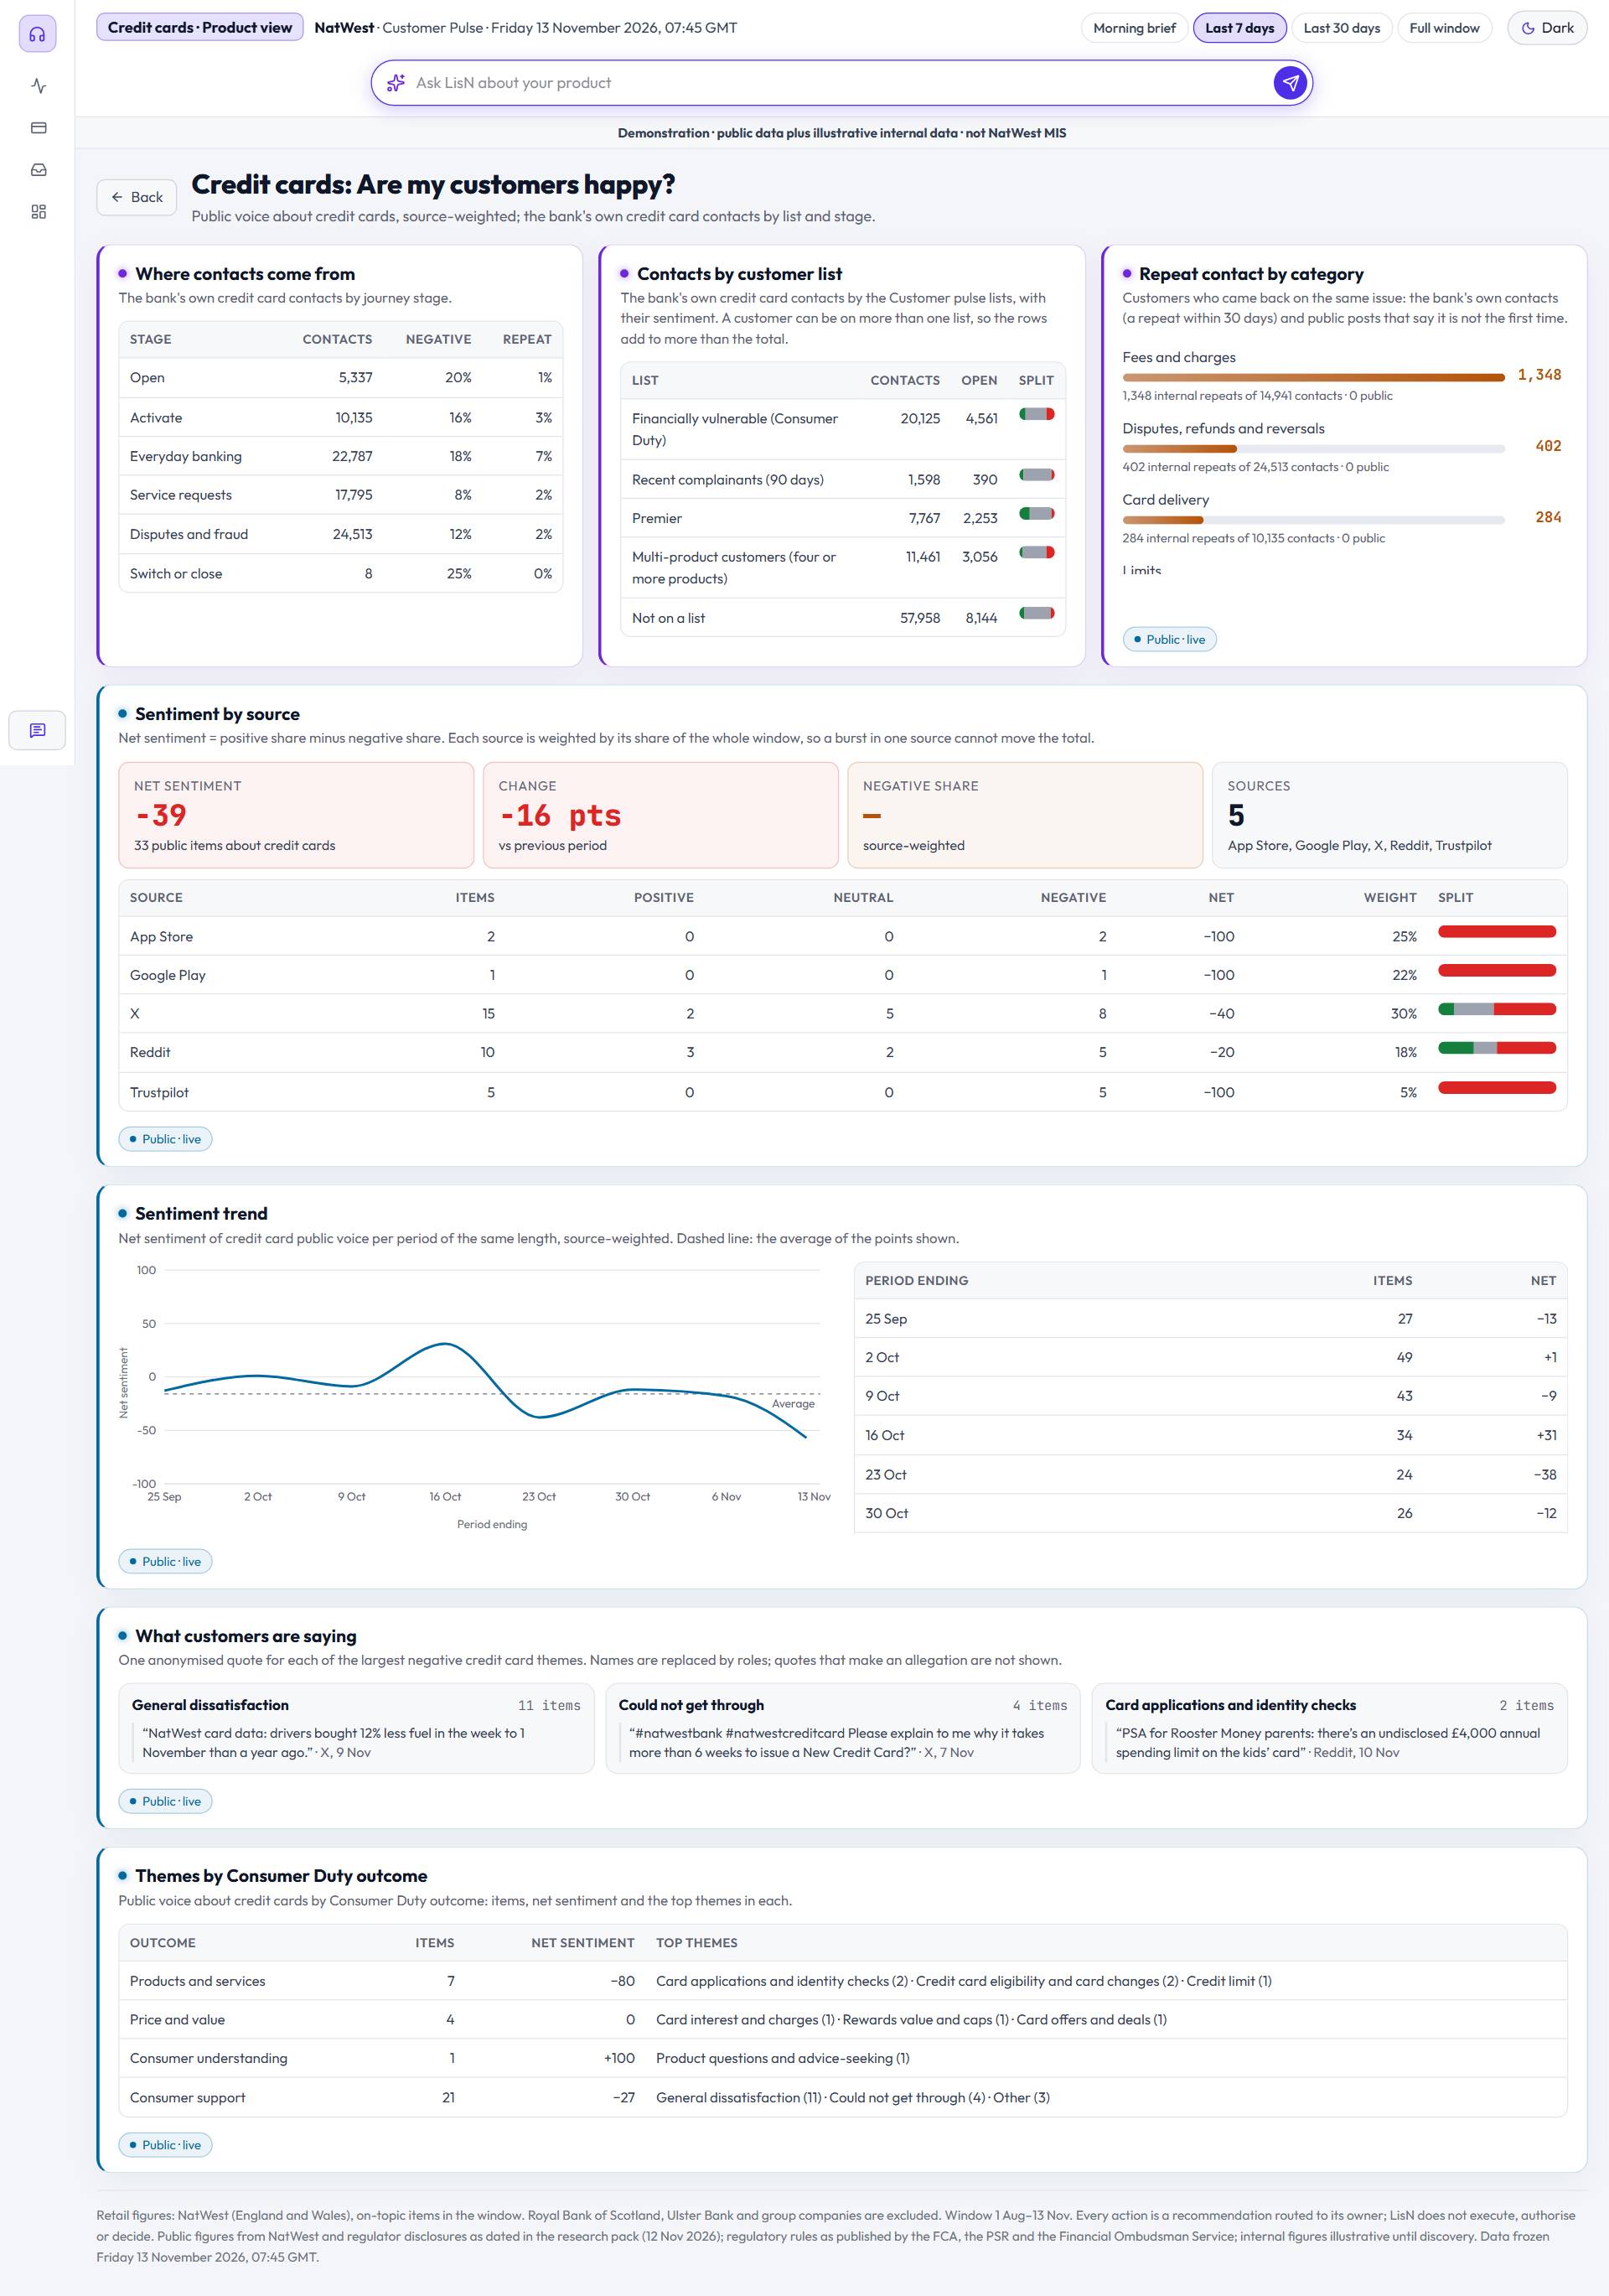 Credit cards · Product view
NatWest · Customer Pulse · Friday 13 November 2026, 07:45 GMT
Morning brief
Last 7 days
Last 30 days
Full window
Dark
Ask LisN about your product
Demonstration · public data plus illustrative internal data · not NatWest MIS
Back
Credit cards: Are my customers happy?
Public voice about credit cards, source-weighted; the bank's own credit card contacts by list and stage.
Where contacts come from
The bank's own credit card contacts by journey stage.
STAGE CONTACTS NEGATIVE REPEAT
Open 5,337 20% 1%
Activate 10,135 16% 3%
Everyday banking 22,787 18% 7%
Service requests 17,795 8% 2%
Disputes and fraud 24,513 12% 2%
Switch or close 8 25% 0%
Contacts by customer list
The bank's own credit card contacts by the Customer pulse lists, with
their sentiment. A customer can be on more than one list, so the rows
add to more than the total.
LIST CONTACTS OPEN SPLIT
Financially vulnerable (Consumer
Duty) 20,125 4,561
Recent complainants (90 days) 1,598 390
Premier 7,767 2,253
Multi-product customers (four or
more products) 11,461 3,056
Not on a list 57,958 8,144
Repeat contact by category
Customers who came back on the same issue: the bank's own contacts
(a repeat within 30 days) and public posts that say it is not the first time.
Fees and charges
1,348
1,348 internal repeats of 14,941 contacts · 0 public
Disputes, refunds and reversals
402
402 internal repeats of 24,513 contacts · 0 public
Card delivery
284
284 internal repeats of 10,135 contacts · 0 public
Limits
Public · live
Sentiment by source
Net sentiment = positive share minus negative share. Each source is weighted by its share of the whole window, so a burst in one source cannot move the total.
NET SENTIMENT
-39
33 public items about credit cards
CHANGE
-16 pts
vs previous period
NEGATIVE SHARE
—
source-weighted
SOURCES
5
App Store, Google Play, X, Reddit, Trustpilot
SOURCE ITEMS POSITIVE NEUTRAL NEGATIVE NET WEIGHT SPLIT
App Store 2 0 0 2 −100 25%
Google Play 1 0 0 1 −100 22%
X 15 2 5 8 −40 30%
Reddit 10 3 2 5 −20 18%
Trustpilot 5 0 0 5 −100 5%
Public · live
Sentiment trend
Net sentiment of credit card public voice per period of the same length, source-weighted. Dashed line: the average of the points shown.
100
50
0
-50
-100
Net sentiment
Average
25 Sep 2 Oct 9 Oct 16 Oct 23 Oct 30 Oct 6 Nov 13 Nov
Period ending
PERIOD ENDING ITEMS NET
25 Sep 27 −13
2 Oct 49 +1
9 Oct 43 −9
16 Oct 34 +31
23 Oct 24 −38
30 Oct 26 −12
Public · live
What customers are saying
One anonymised quote for each of the largest negative credit card themes. Names are replaced by roles; quotes that make an allegation are not shown.
General dissatisfaction 11 items
“NatWest card data: drivers bought 12% less fuel in the week to 1
November than a year ago.” · X, 9 Nov
Could not get through 4 items
“#natwestbank #natwestcreditcard Please explain to me why it takes
more than 6 weeks to issue a New Credit Card?” · X, 7 Nov
Card applications and identity checks 2 items
“PSA for Rooster Money parents: there’s an undisclosed £4,000 annual
spending limit on the kids’ card” · Reddit, 10 Nov
Public · live
Themes by Consumer Duty outcome
Public voice about credit cards by Consumer Duty outcome: items, net sentiment and the top themes in each.
OUTCOME ITEMS NET SENTIMENT TOP THEMES
Products and services 7 −80 Card applications and identity checks (2) · Credit card eligibility and card changes (2) · Credit limit (1)
Price and value 4 0 Card interest and charges (1) · Rewards value and caps (1) · Card offers and deals (1)
Consumer understanding 1 +100 Product questions and advice-seeking (1)
Consumer support 21 −27 General dissatisfaction (11) · Could not get through (4) · Other (3)
Public · live
Retail figures: NatWest (England and Wales), on-topic items in the window. Royal Bank of Scotland, Ulster Bank and group companies are excluded. Window 1 Aug–13 Nov. Every action is a recommendation routed to its owner; LisN does not execute, authorise
or decide. Public figures from NatWest and regulator disclosures as dated in the research pack (12 Nov 2026); regulatory rules as published by the FCA, the PSR and the Financial Ombudsman Service; internal figures illustrative until discovery. Data frozen
Friday 13 November 2026, 07:45 GMT.